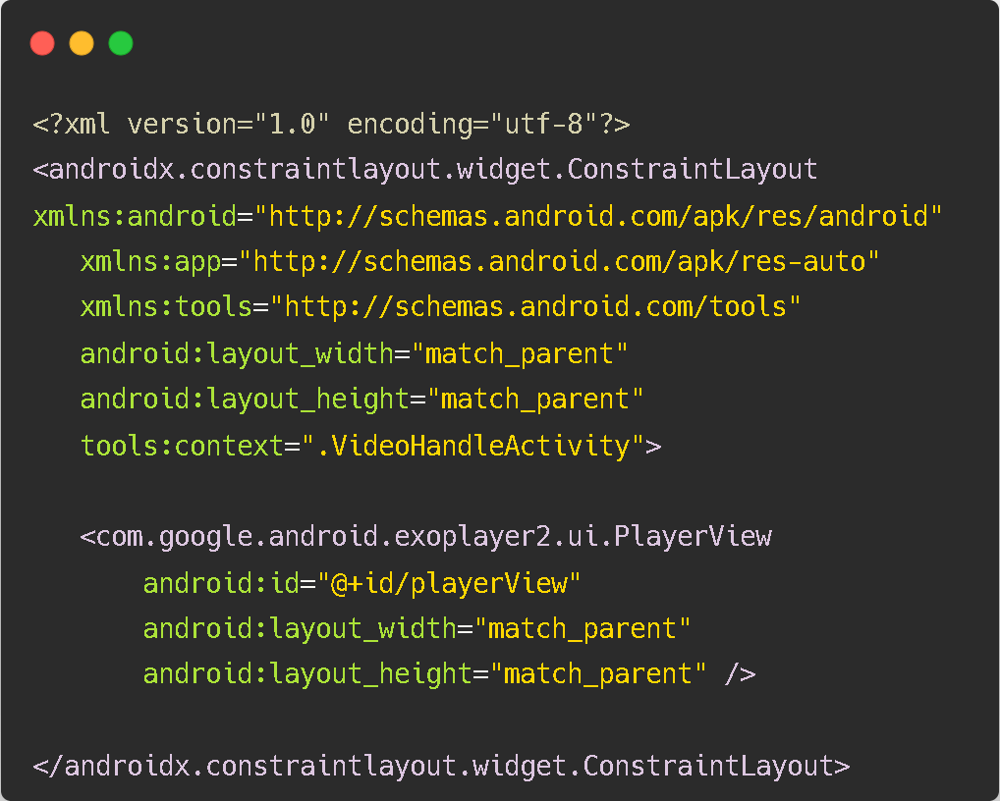 <?xml version="1.0" encoding="utf-8"?>
<androidx.constraintlayout.widget.ConstraintLayout
xmlns:android="http://schemas.android.com/apk/res/android"
   xmlns:app="http://schemas.android.com/apk/res-auto"
   xmlns:tools="http://schemas.android.com/tools"
   android:layout_width="match_parent"
   android:layout_height="match_parent"
   tools:context=".VideoHandleActivity">

   <com.google.android.exoplayer2.ui.PlayerView
       android:id="@+id/playerView"
       android:layout_width="match_parent"
       android:layout_height="match_parent" />

</androidx.constraintlayout.widget.ConstraintLayout>